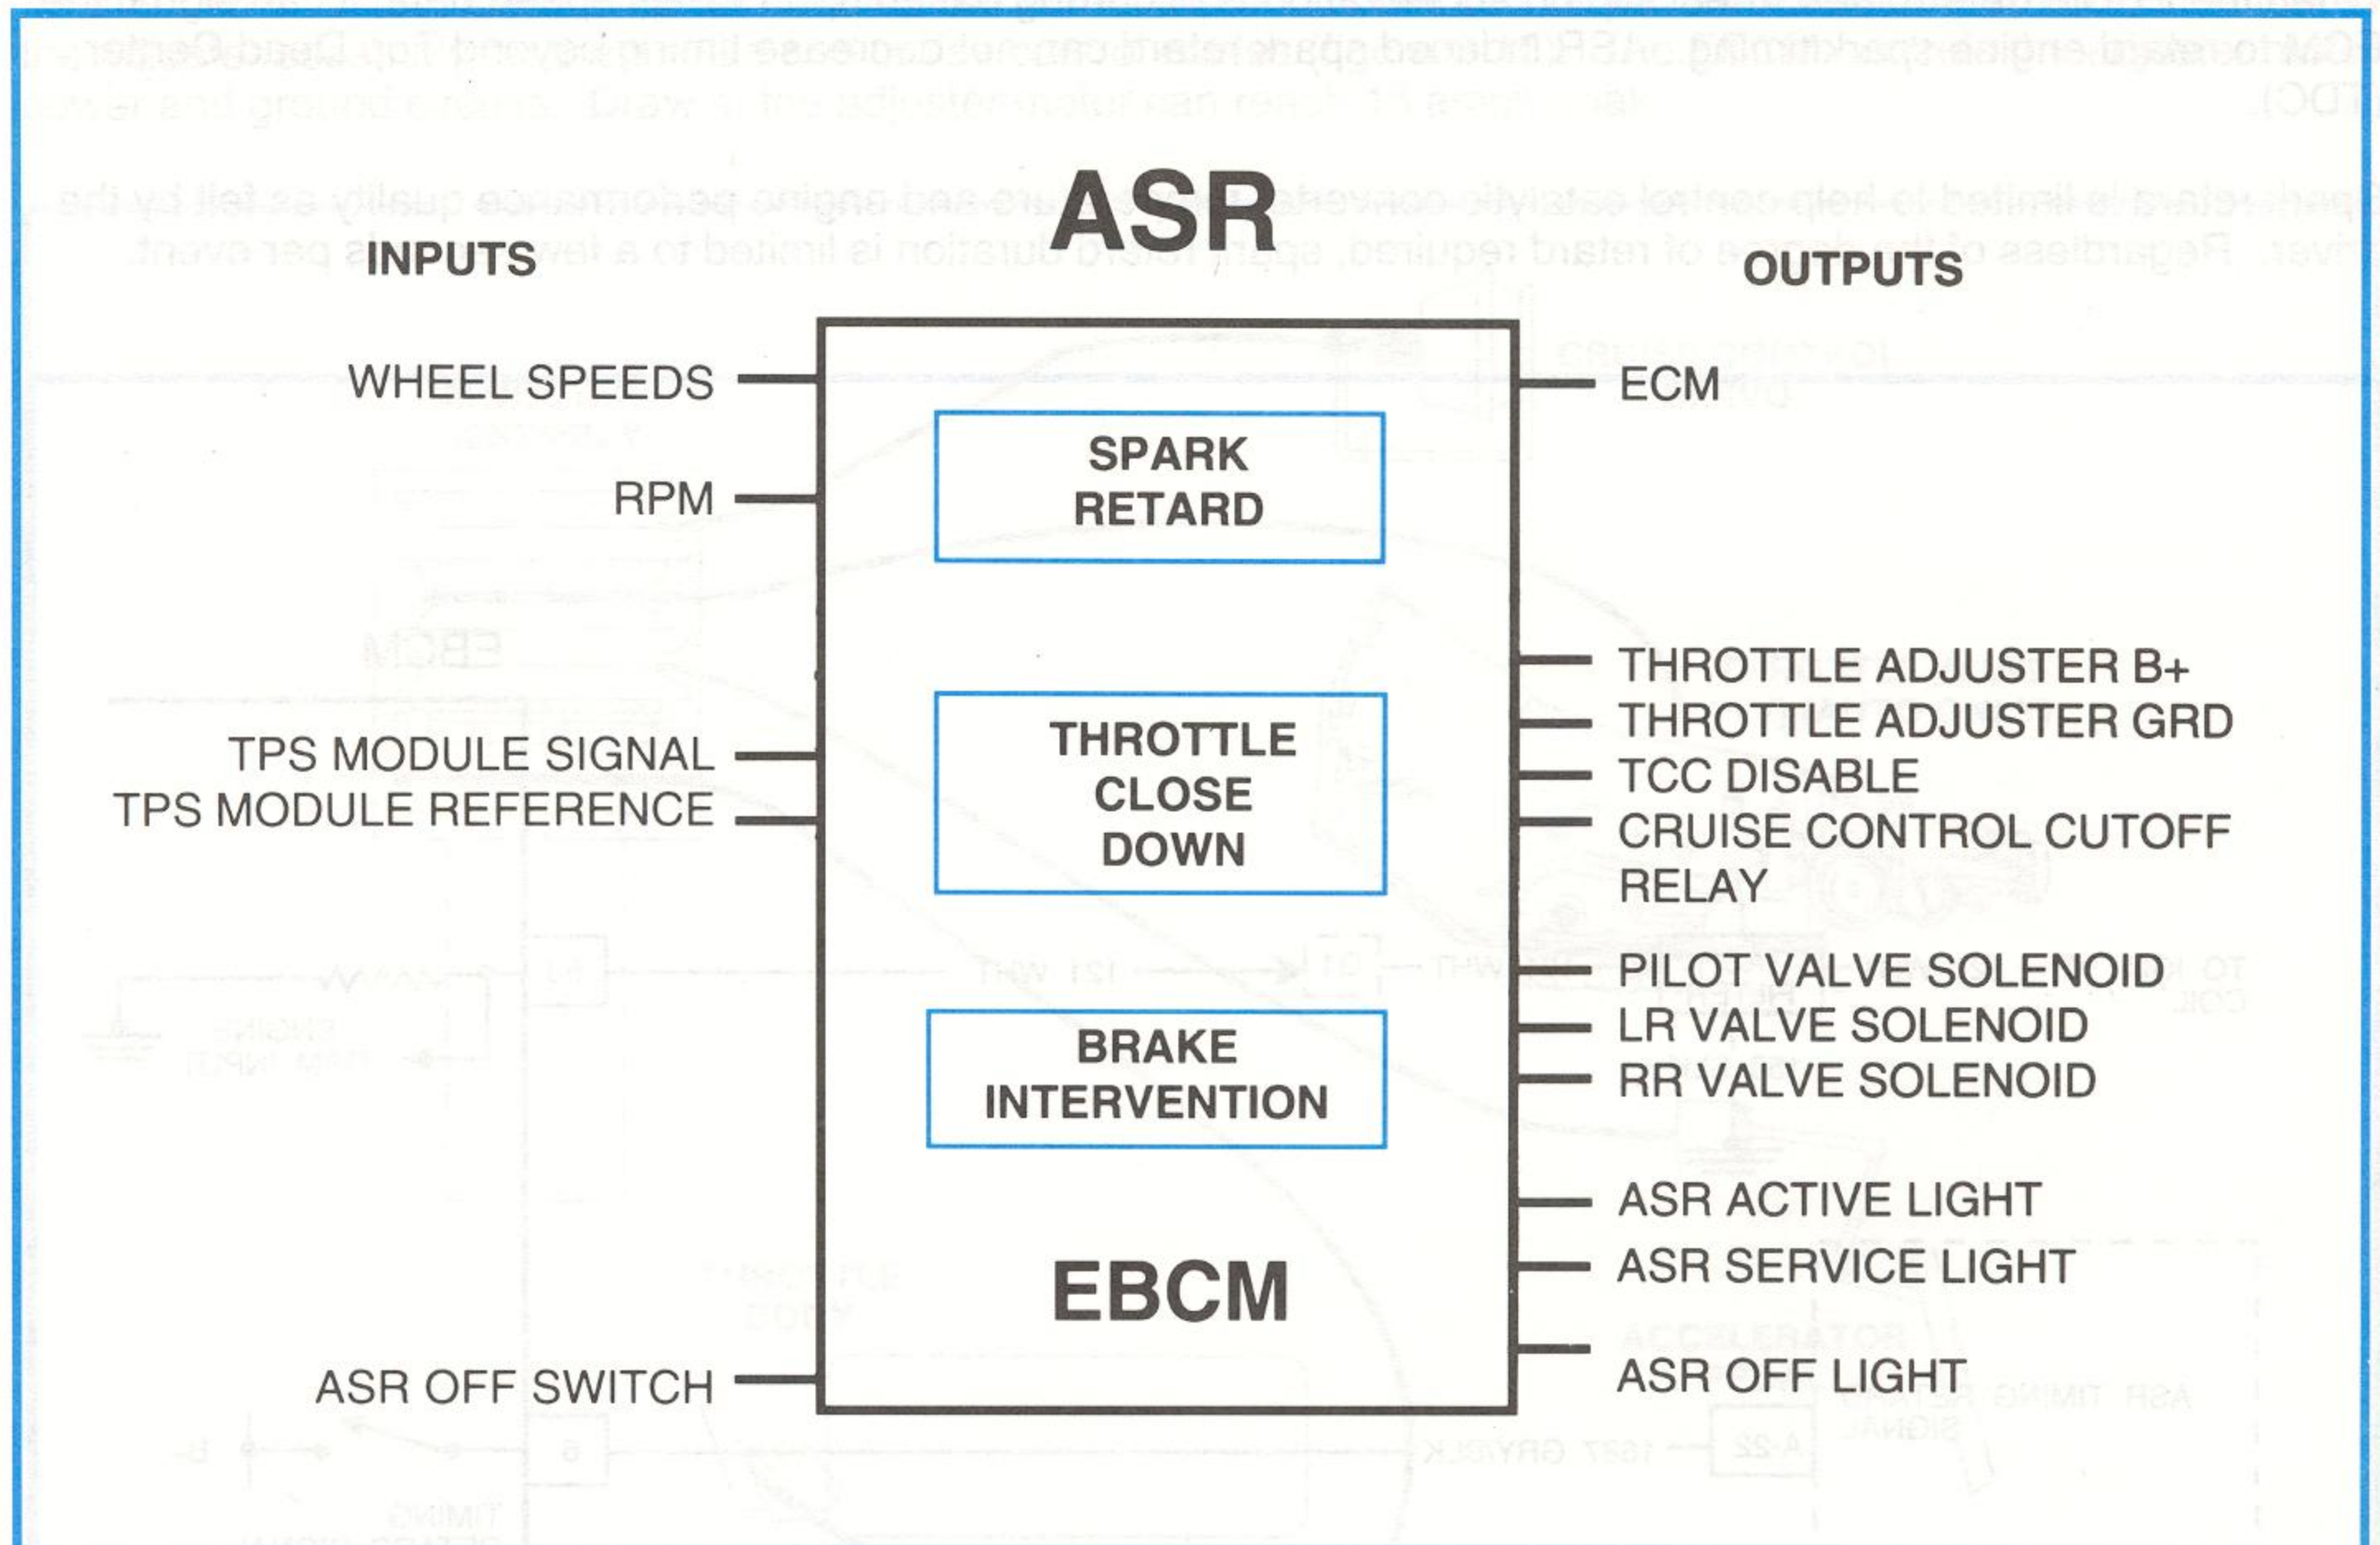 ASR
INPUTS
OUTPUTS
WHEEL SPEEDS
RPM
TPS MODULE SIGNAL
TPS MODULE REFERENCE
ASR OFF SWITCH
SPARK
RETARD
THROTTLE
CLOSE
DOWN
BRAKE
INTERVENTION
EBCM
ECM
THROTTLE ADJUSTER B+
THROTTLE ADJUSTER GRD
TCC DISABLE
CRUISE CONTROL CUTOFF
RELAY
PILOT VALVE SOLENOID
LR VALVE SOLENOID
RR VALVE SOLENOID
ASR ACTIVE LIGHT
ASR SERVICE LIGHT
ASR OFF LIGHT